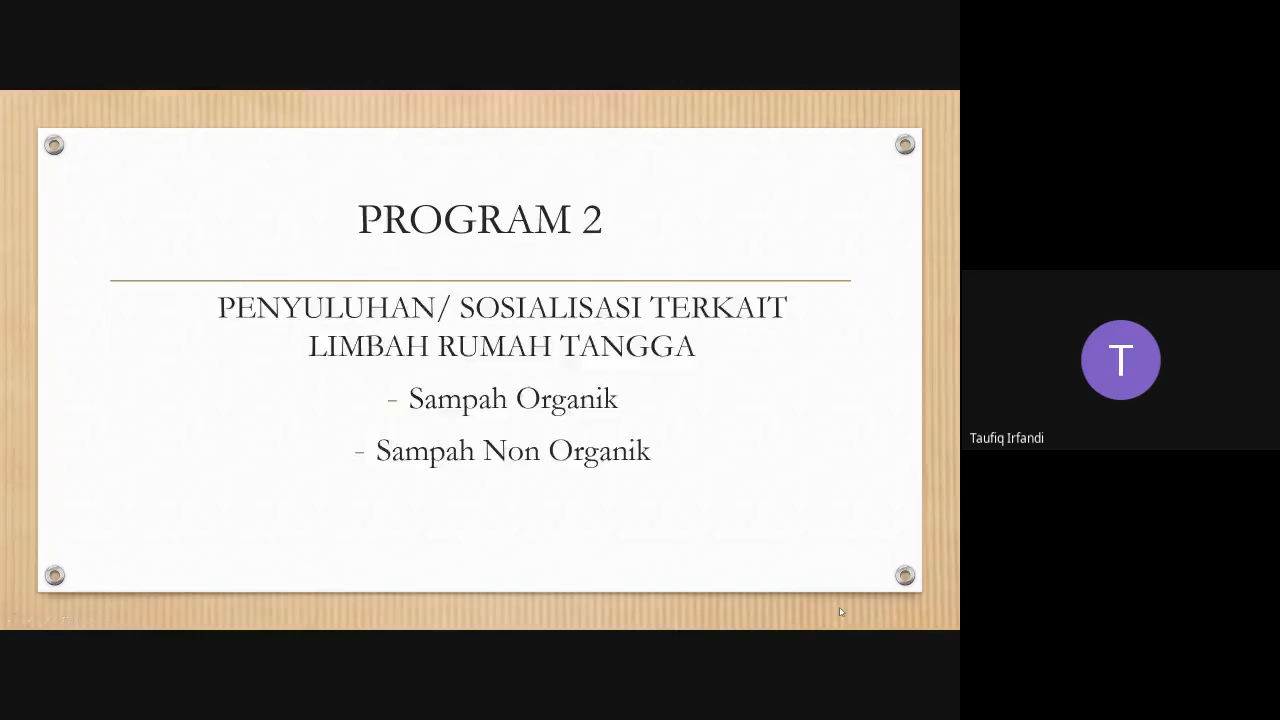 PROGRAM 2
PENYULUHAN/ SOSIALISASI TERKAIT
LIMBAH RUMAH TANGGA
- Sampah Organik
- Sampah Non Organik
T
Taufiq Irfandi